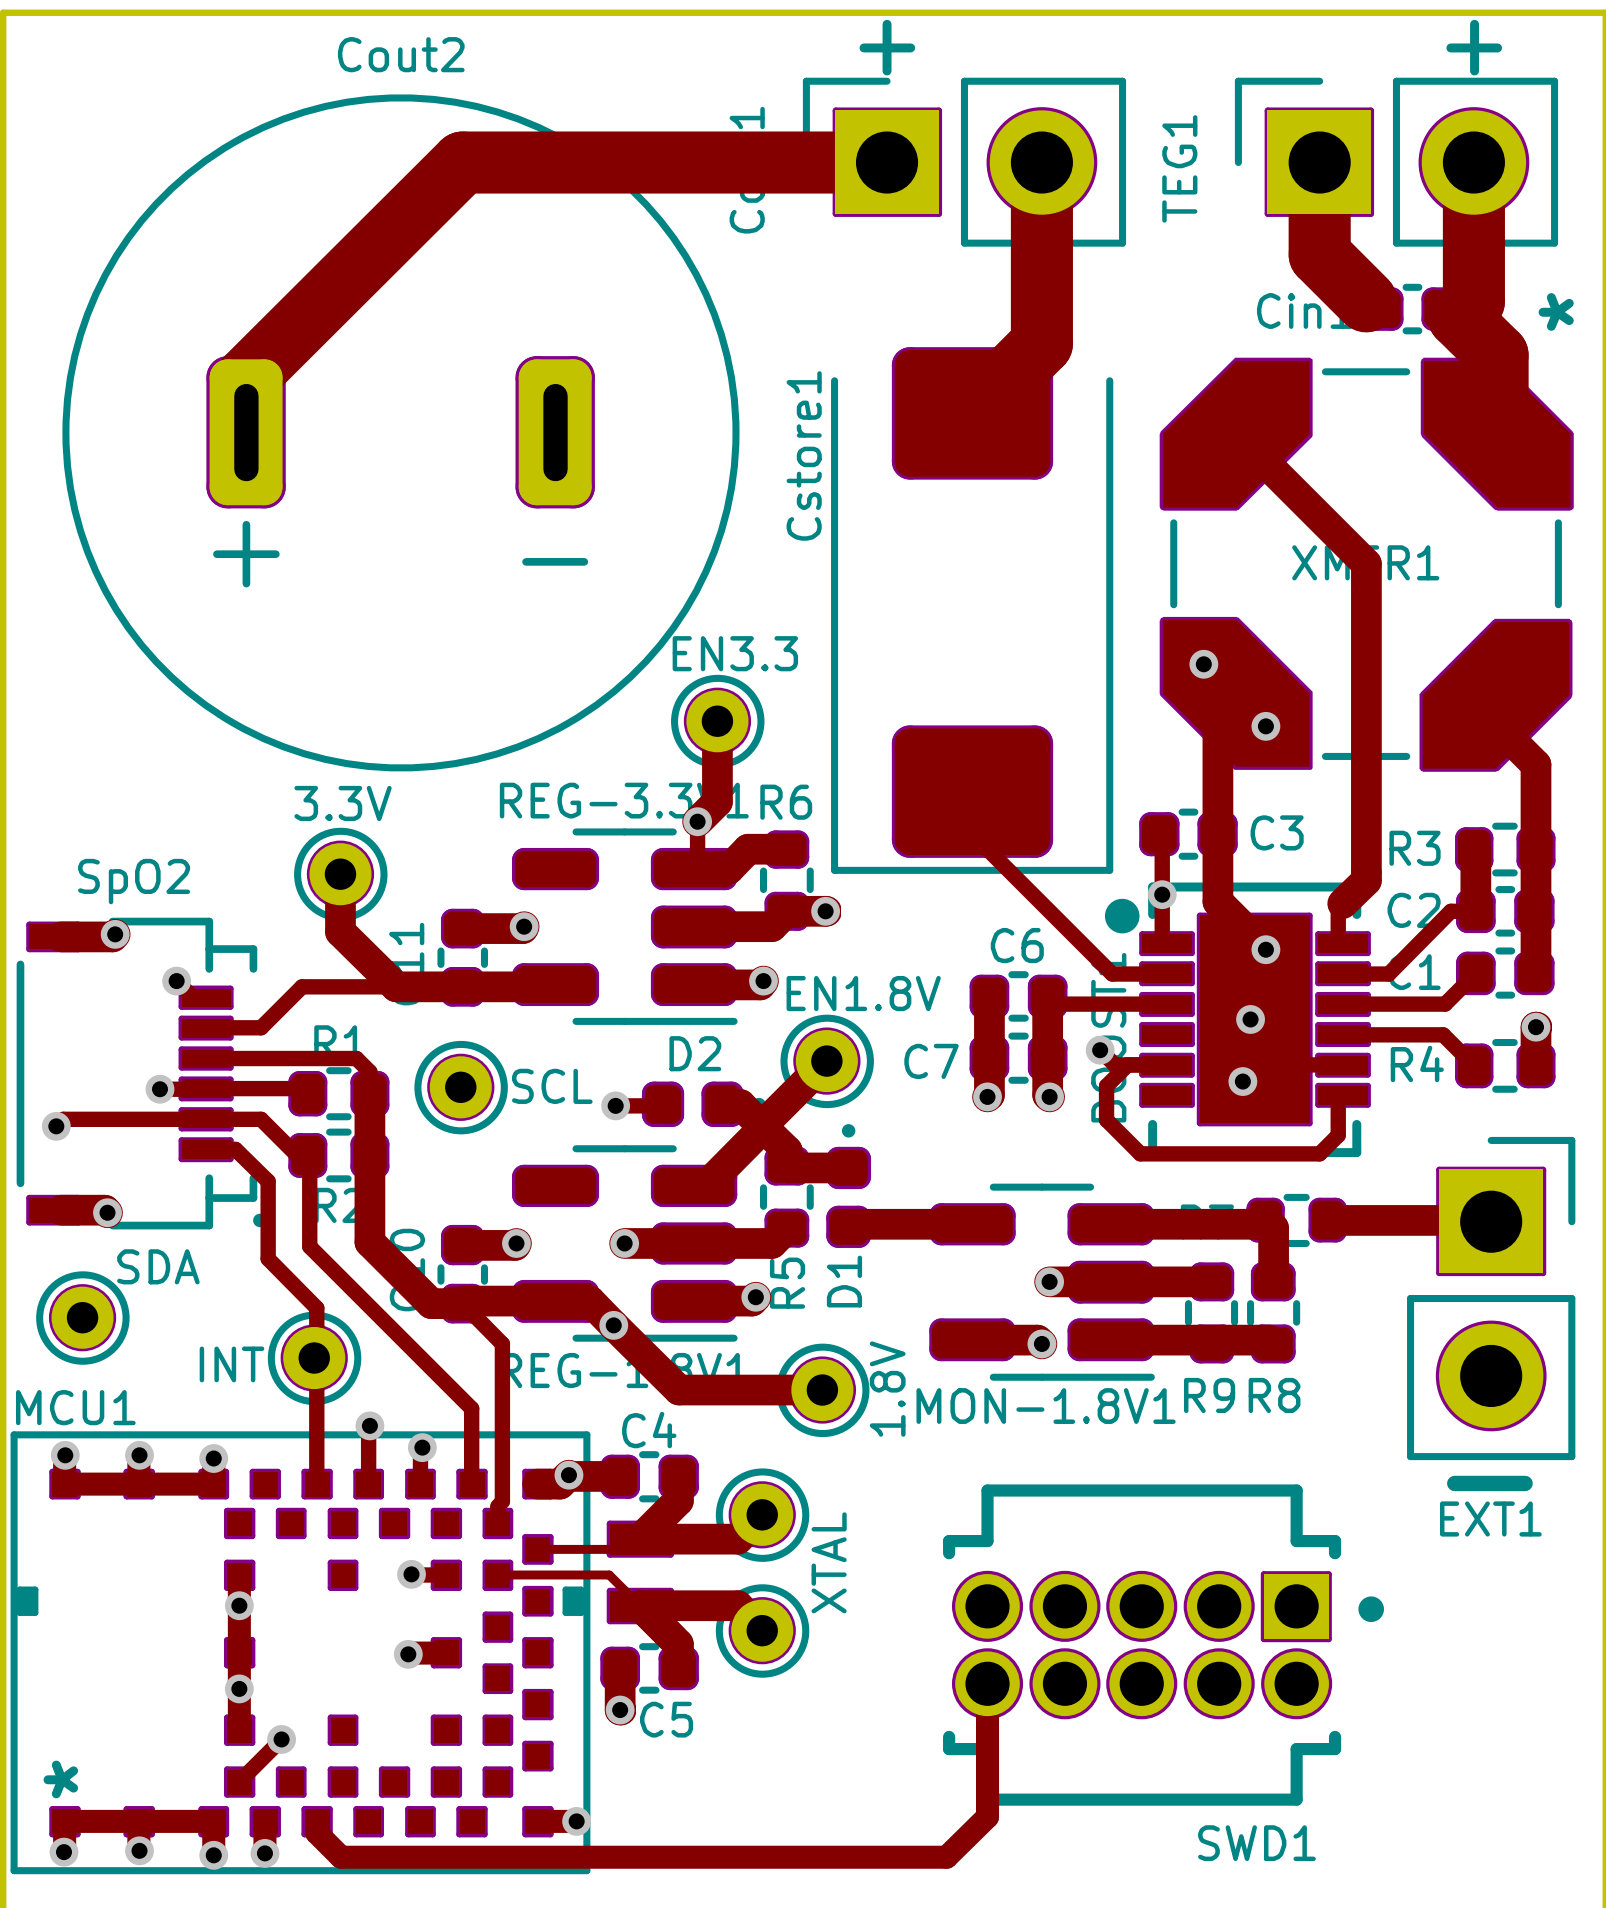 +
+
Cout2
TEG1
Cin1
*
Cstore1
+
−
EN3.3
3.3V
REG-3.3V1
R6
C3
R3
SpO2
C2
C6
C1
EN1.8V
R1
D2
C7
R4
SCL
R2
SDA
R5
D1
INT
1.8V
MCU1
MON-1.8V1
R9
R8
C4
−
EXT1
XTAL
C5
*
SWD1